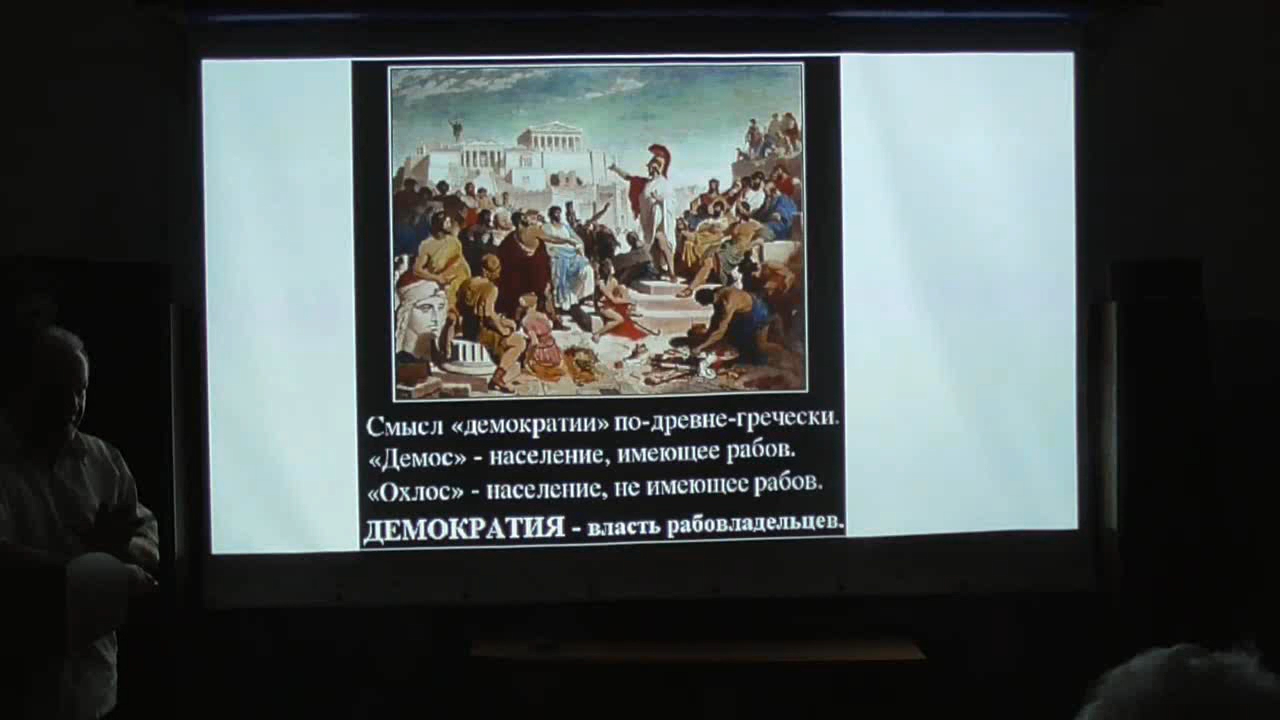 Смысл «демократии» по-древне-гречески.
«Демос» - население, имеющее рабов.
«Охлос» - население, не имеющее рабов.
ДЕМОКРАТИЯ - власть рабовладельцев.